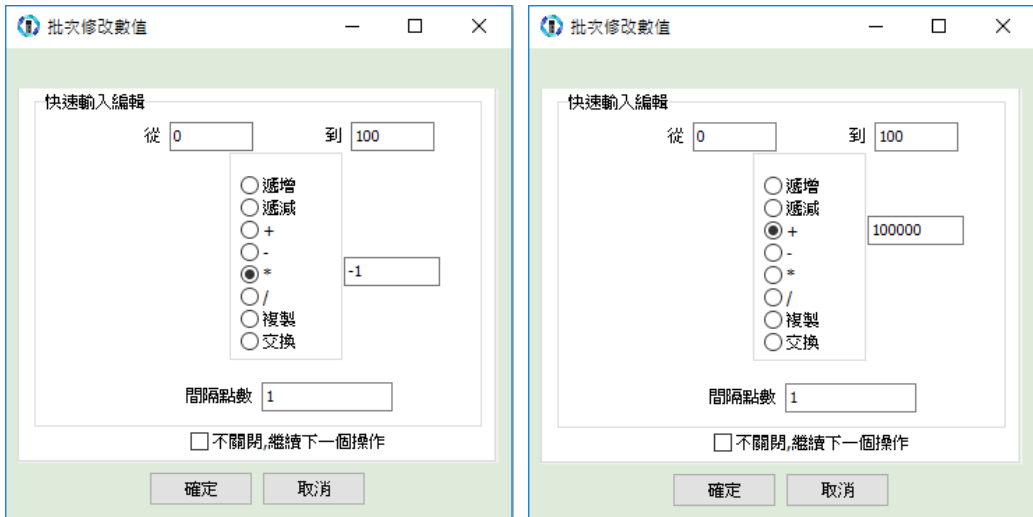 批次修改數值
快速輸入編輯
從 0 到 100
遞增
遞減
+
-
* -1
/
複製
交換
間隔點數 1
不關閉,繼續下一個操作
確定 取消
批次修改數值
快速輸入編輯
從 0 到 100
遞增
遞減
+ 100000
-
*
/
複製
交換
間隔點數 1
不關閉,繼續下一個操作
確定 取消